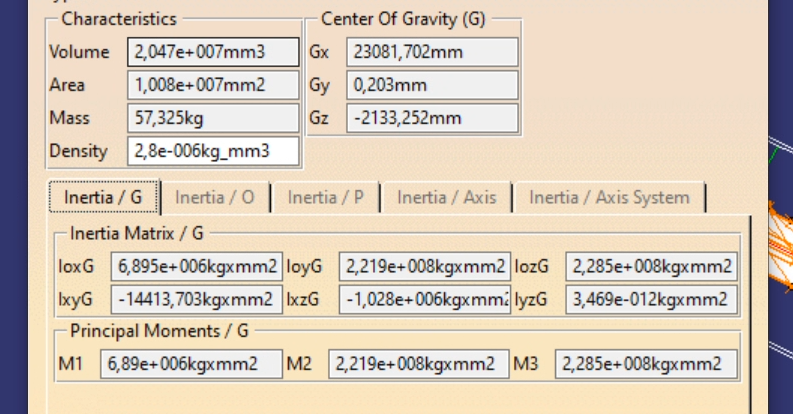 Characteristics
Center Of Gravity (G)
Volume 2,047e+007mm3 Gx 23081,702mm
Area 1,008e+007mm2 Gy 0,203mm
Mass 57,325kg Gz -2133,252mm
Density 2,8e-006kg_mm3
Inertia / G Inertia / O Inertia / P Inertia / Axis Inertia / Axis System
Inertia Matrix / G
IoxG 6,895e+006kgxmm2 IoyG 2,219e+008kgxmm2 IozG 2,285e+008kgxmm2
IxyG -14413,703kgxmm2 IxzG -1,028e+006kgxmm2 IyzG 3,469e-012kgxmm2
Principal Moments / G
M1 6,89e+006kgxmm2 M2 2,219e+008kgxmm2 M3 2,285e+008kgxmm2